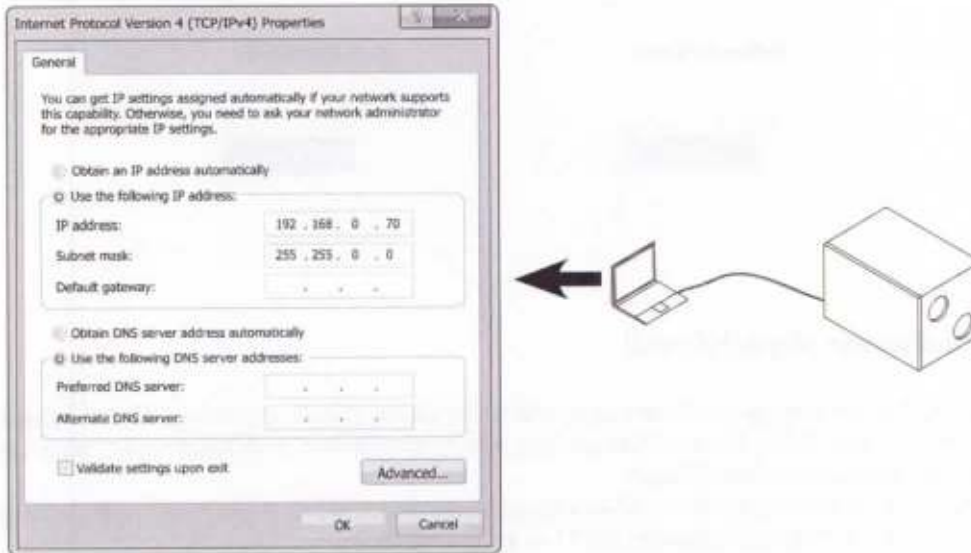 Internet Protocol Version 4 (TCP/IPv4) Properties
General
You can get IP settings assigned automatically if your network supports
this capability. Otherwise, you need to ask your network administrator
for the appropriate IP settings.
Obtain an IP address automatically
Use the following IP address:
IP address: 192 . 168 . 0 . 70
Subnet mask: 255 . 255 . 0 . 0
Default gateway: . . .
Obtain DNS server address automatically
Use the following DNS server addresses:
Preferred DNS server: . . .
Alternate DNS server: . . .
Validate settings upon exit
Advanced...
OK
Cancel